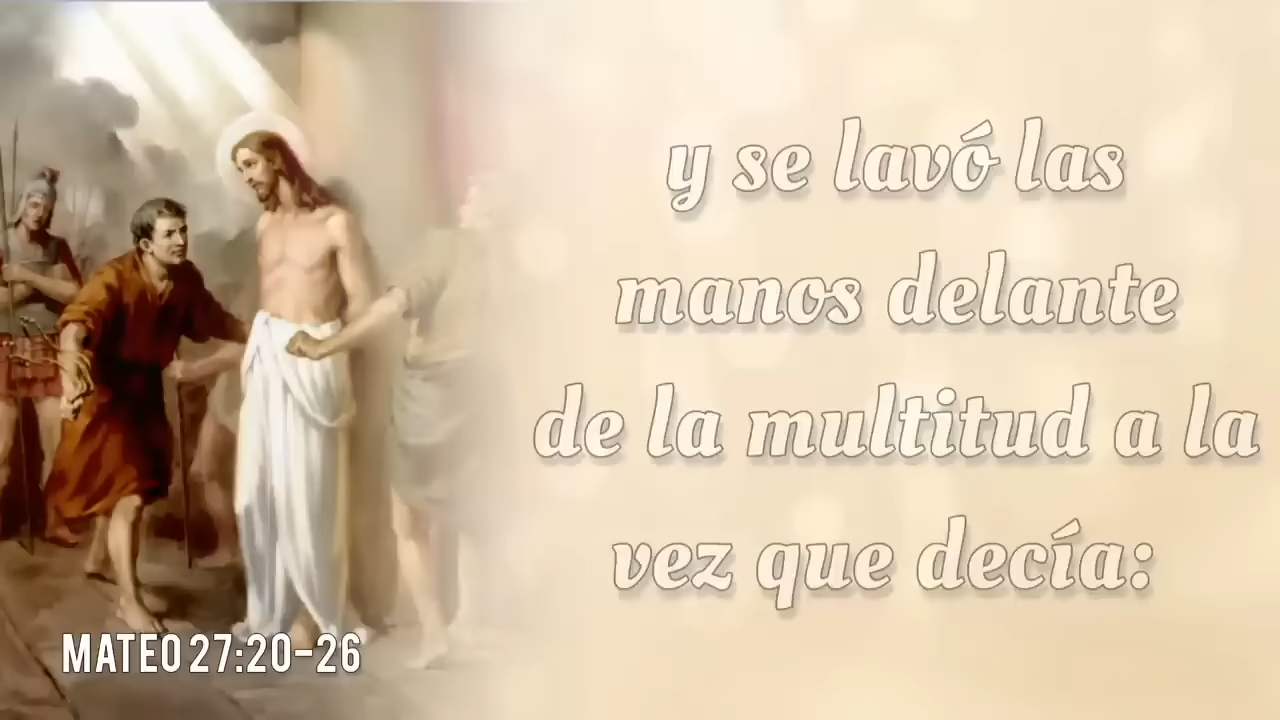 y se lavó las
manos delante
de la multitud a la
vez que decía:
MATEO 27:20-26